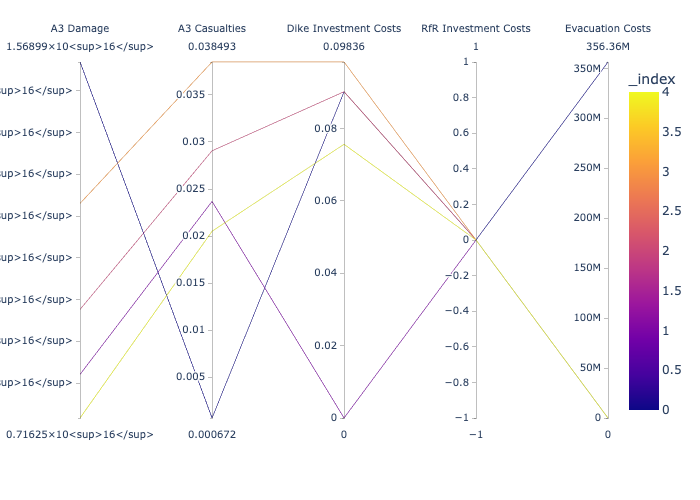 A3 Damage A3 Casualties Dike Investment Costs RfR Investment Costs Evacuation Costs
1.56899×10<sup>16</sup> 0.038493 0.09836 1 356.36M
_index
sup>16</sup>
sup>16</sup>
sup>16</sup>
sup>16</sup>
sup>16</sup>
sup>16</sup>
sup>16</sup>
sup>16</sup>
0.035
0.03
0.025
0.02
0.015
0.01
0.005
0.08
0.06
0.04
0.02
0
1
0.8
0.6
0.4
0.2
0
−0.2
−0.4
−0.6
−0.8
−1
350M
300M
250M
200M
150M
100M
50M
0
4
3.5
3
2.5
2
1.5
1
0.5
0
0.71625×10<sup>16</sup> 0.000672 0 −1 0